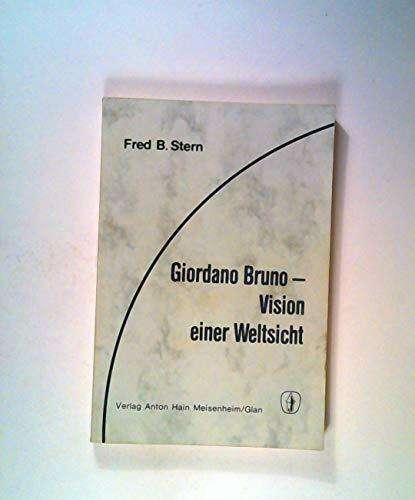 Fred B. Stern
Giordano Bruno –
Vision
einer Weltsicht
Verlag Anton Hain Meisenheim/Glan